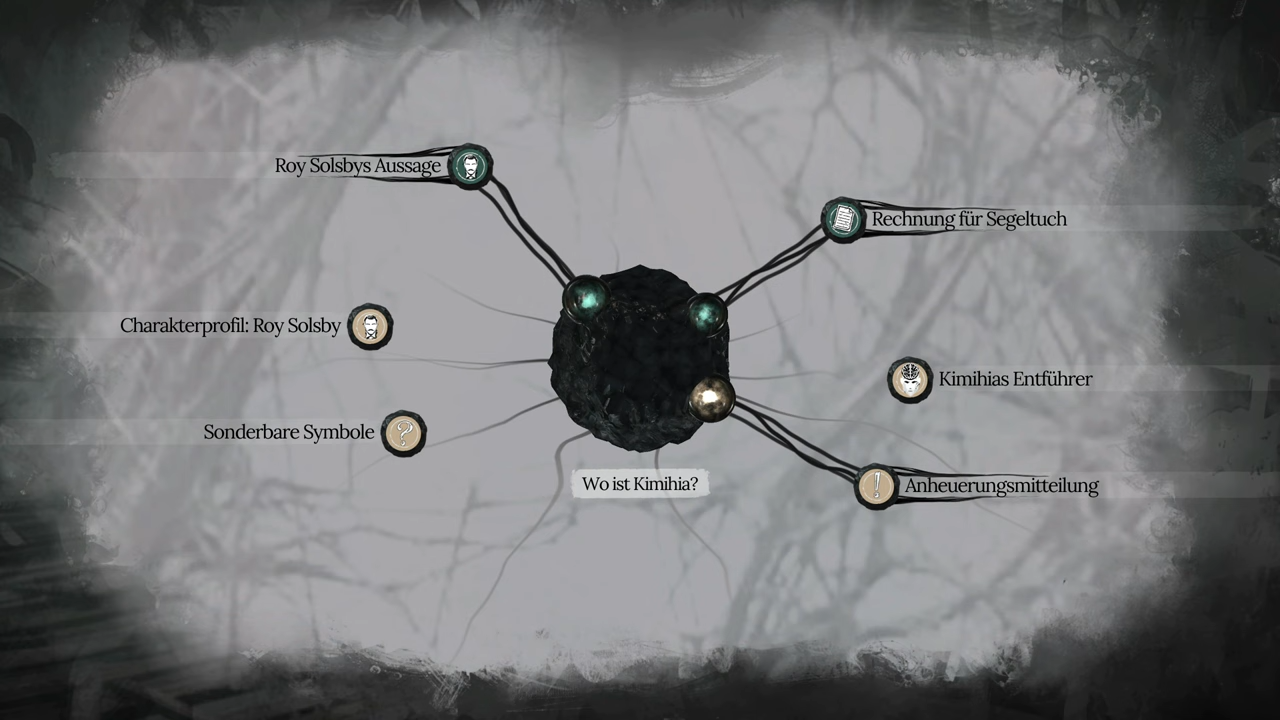 Roy Solsbys Aussage
Rechnung für Segeltuch
Charakterprofil: Roy Solsby
Kimihias Entführer
Sonderbare Symbole
Wo ist Kimihia?
Anheuerungsmitteilung